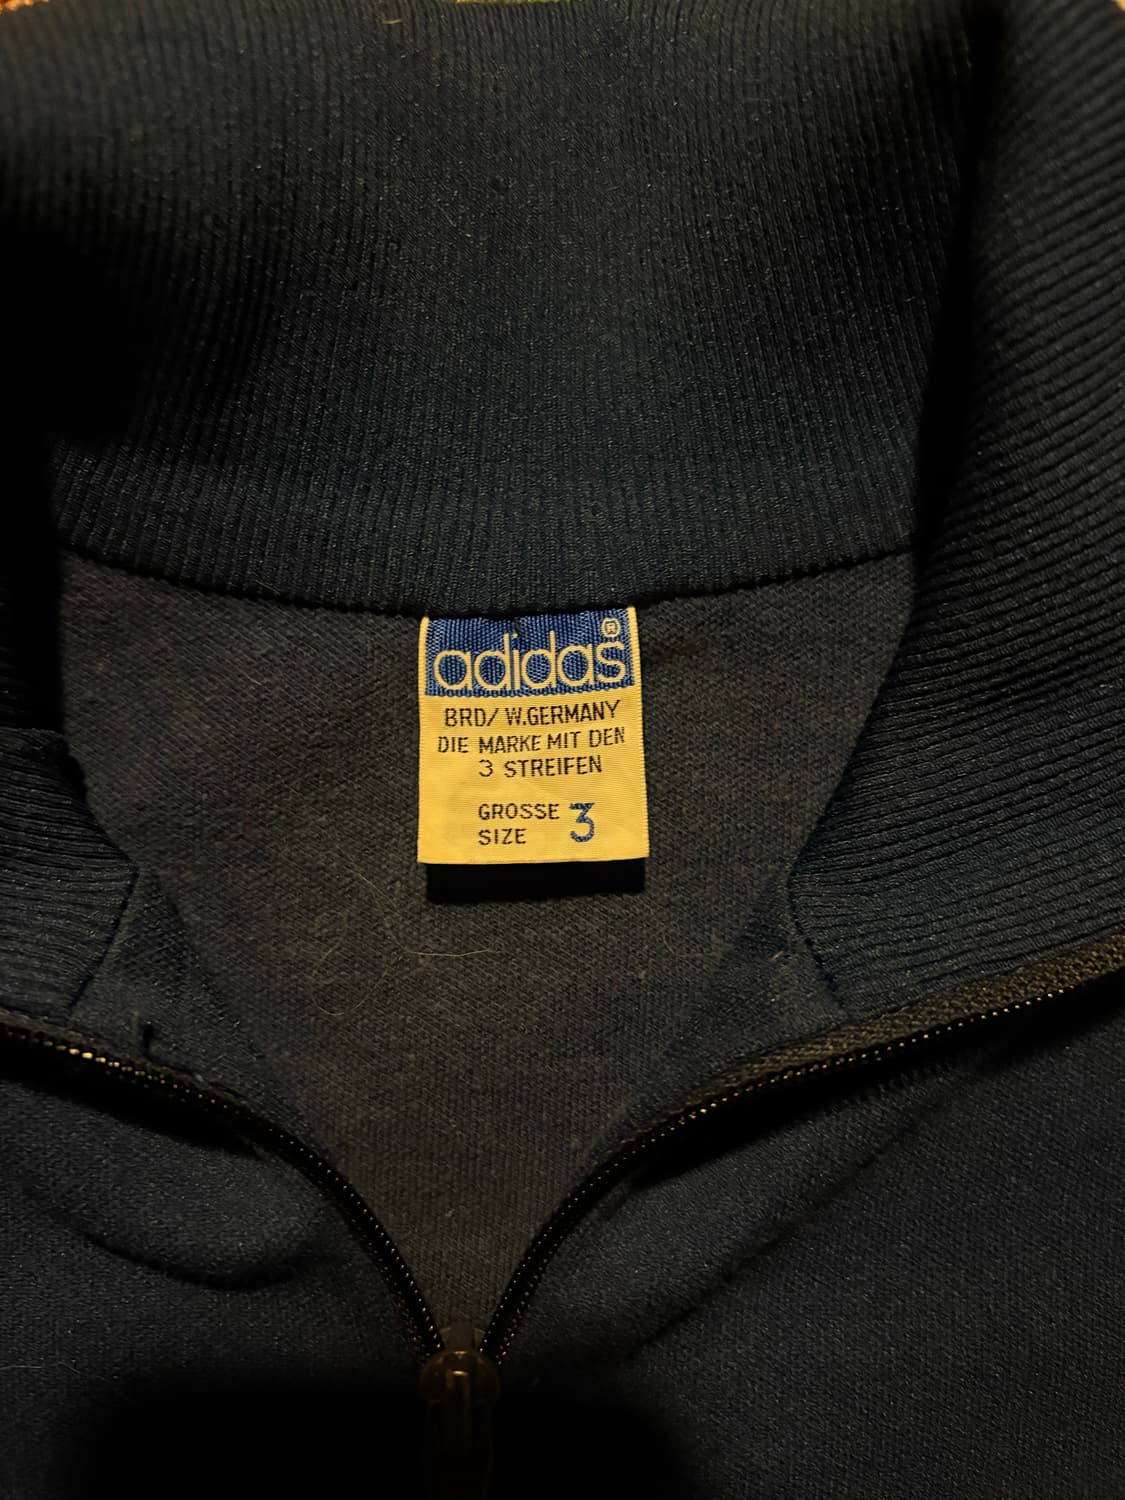 adidas®
BRD/ W.GERMANY
DIE MARKE MIT DEN
3 STREIFEN
GROSSE 3
SIZE